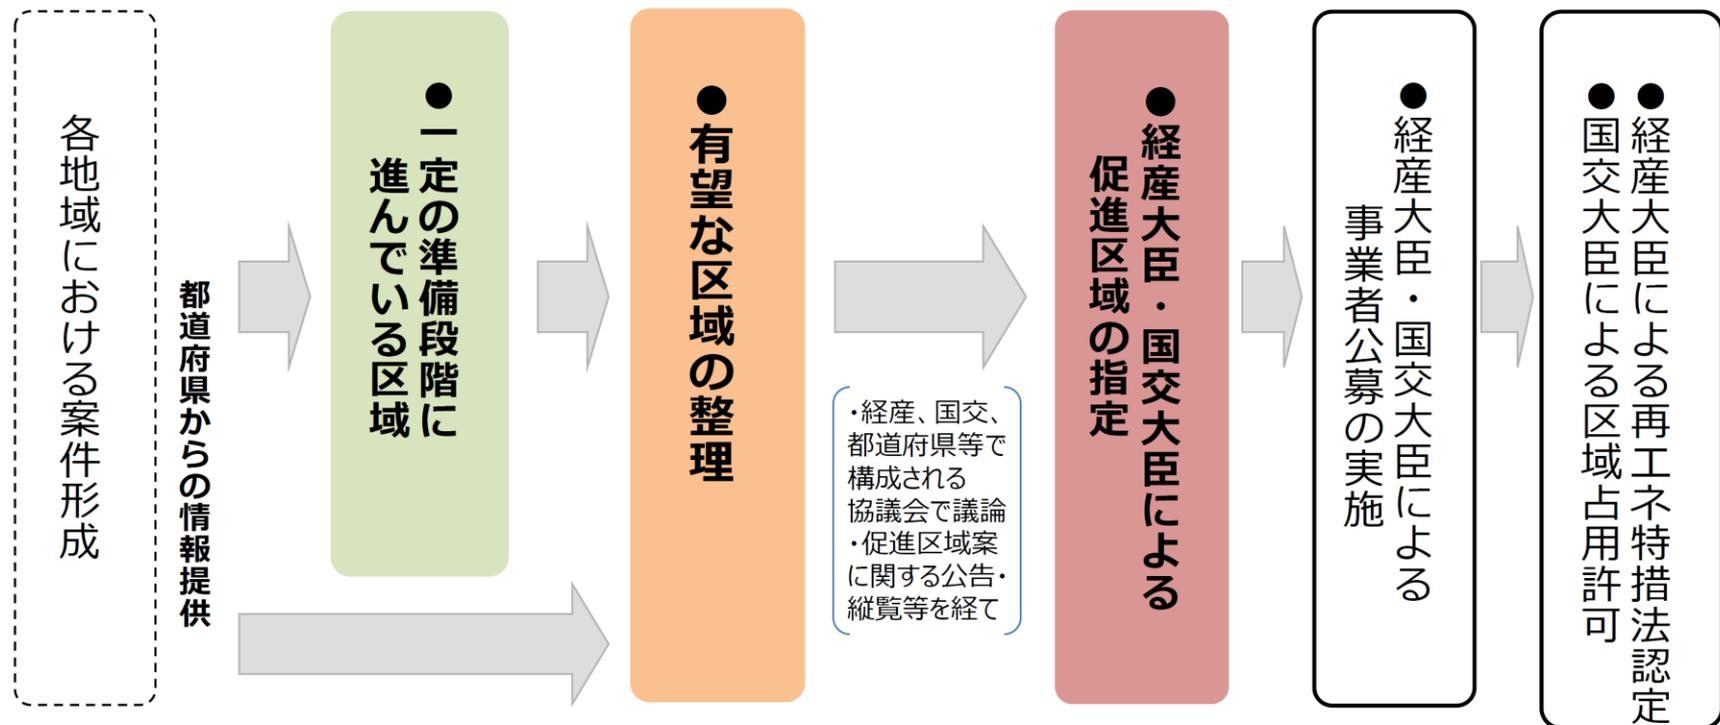 各地域における案件形成
都道府県からの情報提供
●一定の準備段階に
進んでいる区域
●有望な区域の整理
・経産、国交、
都道府県等で
構成される
協議会で議論
・促進区域案
に関する公告・
縦覧等を経て
●経産大臣・国交大臣による
促進区域の指定
●経産大臣・国交大臣による
事業者公募の実施
●経産大臣による再エネ特措法認定
●国交大臣による区域占用許可